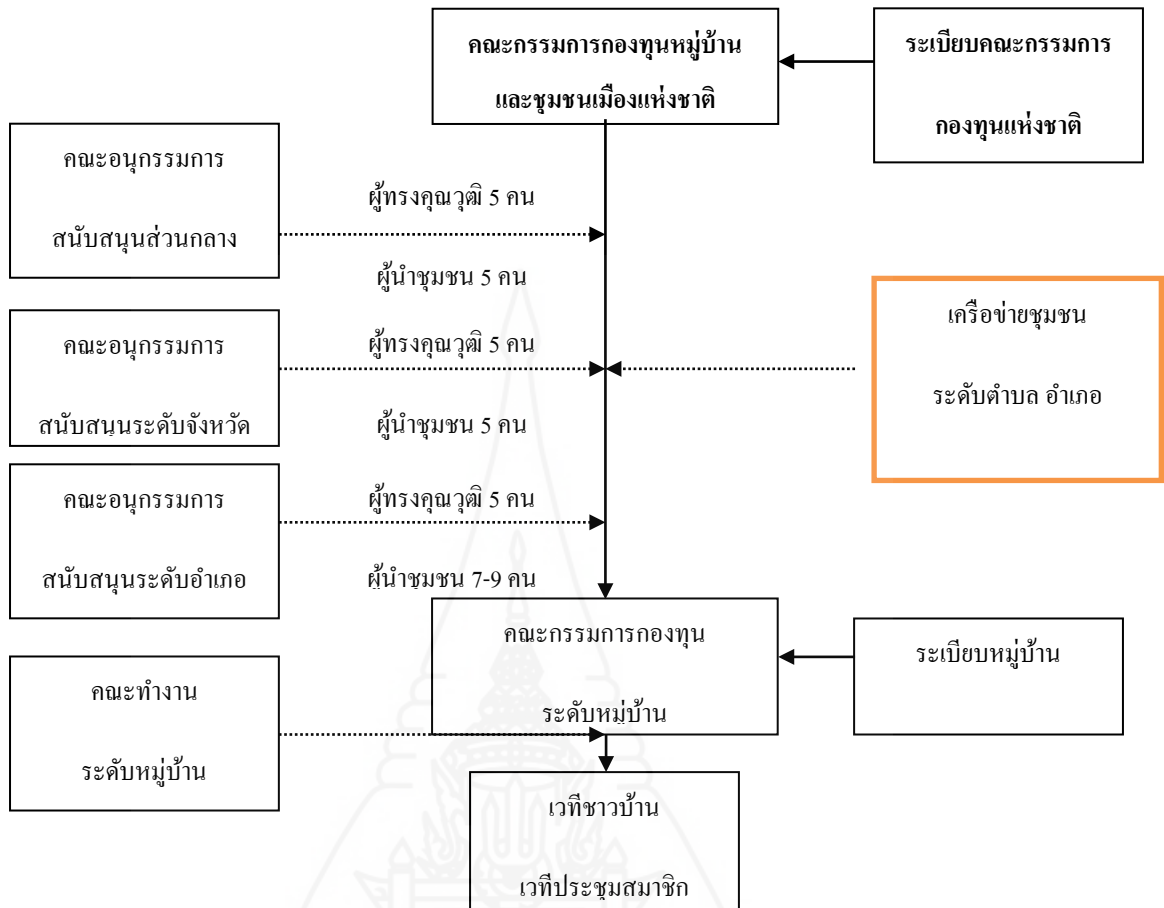 คณะกรรมการกองทุนหมู่บ้าน
และชุมชนเมืองแห่งชาติ
ระเบียบคณะกรรมการ
กองทุนแห่งชาติ
คณะอนุกรรมการ
สนับสนุนส่วนกลาง
ผู้ทรงคุณวุฒิ 5 คน
ผู้นำชุมชน 5 คน
เครือข่ายชุมชน
ระดับตำบล อำเภอ
คณะอนุกรรมการ
สนับสนุนระดับจังหวัด
ผู้ทรงคุณวุฒิ 5 คน
ผู้นำชุมชน 5 คน
คณะอนุกรรมการ
สนับสนุนระดับอำเภอ
ผู้ทรงคุณวุฒิ 5 คน
ผู้นำชุมชน 7-9 คน
คณะกรรมการกองทุน
ระดับหมู่บ้าน
ระเบียบหมู่บ้าน
คณะทำงาน
ระดับหมู่บ้าน
เวทีชาวบ้าน
เวทีประชุมสมาชิก